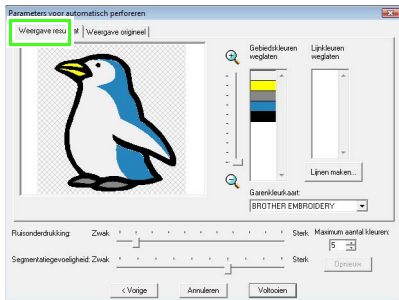 Parameters voor automatisch perforeren
Weergave resultaat Weergave origineel
Gebiedskleuren weglaten
Lijnkleuren weglaten
Lijnen maken...
Garenkleurkaart:
BROTHER EMBROIDERY
Ruisonderdrukking: Zwak Sterk Maximum aantal kleuren:
5
Segmentatiegevoeligheid: Zwak Sterk Opnieuw
< Vorige Annuleren Voltooien